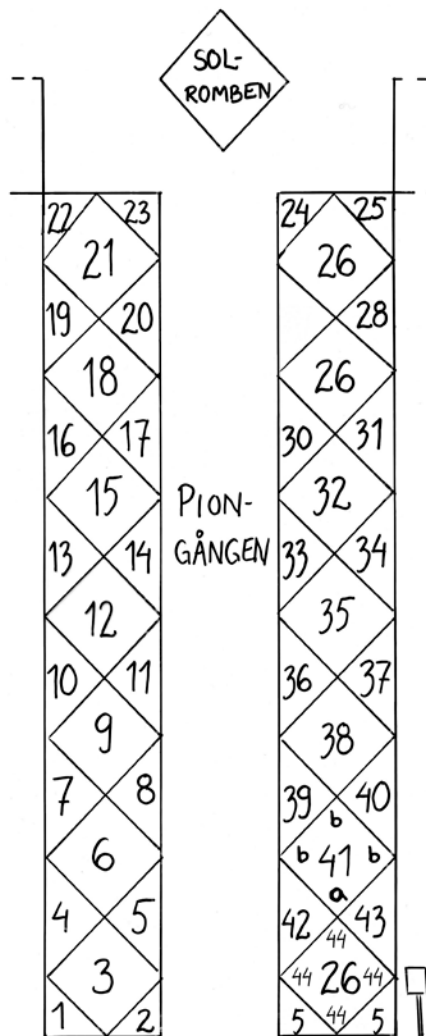 SOL-
ROMBEN
22 23 24 25
21 26
19 20 28
18 26
16 17 30 31
15 32
PION-
GÅNGEN
13 14 33 34
12 35
10 11 36 37
9 38
7 8 39 40
b
6 b 41 b
a
4 5 42 43
44
3 44 26 44
1 2 5 44 5